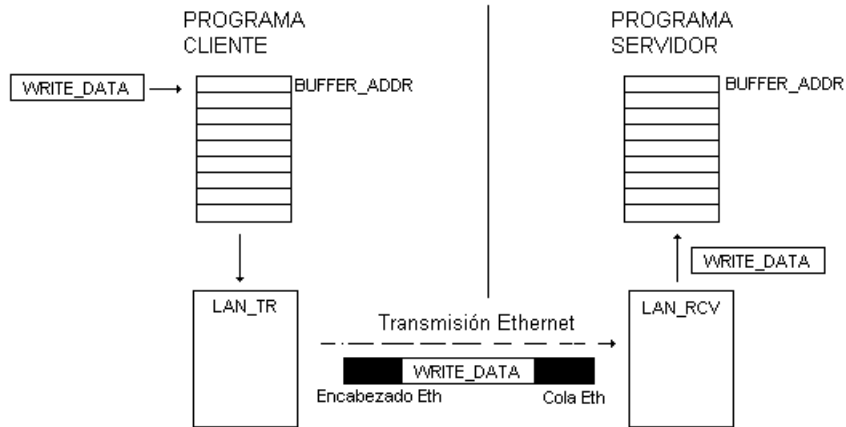 PROGRAMA
CLIENTE
PROGRAMA
SERVIDOR
WRITE_DATA
BUFFER_ADDR
BUFFER_ADDR
WRITE_DATA
LAN_TR
LAN_RCV
Transmisión Ethernet
WRITE_DATA
Encabezado Eth
Cola Eth